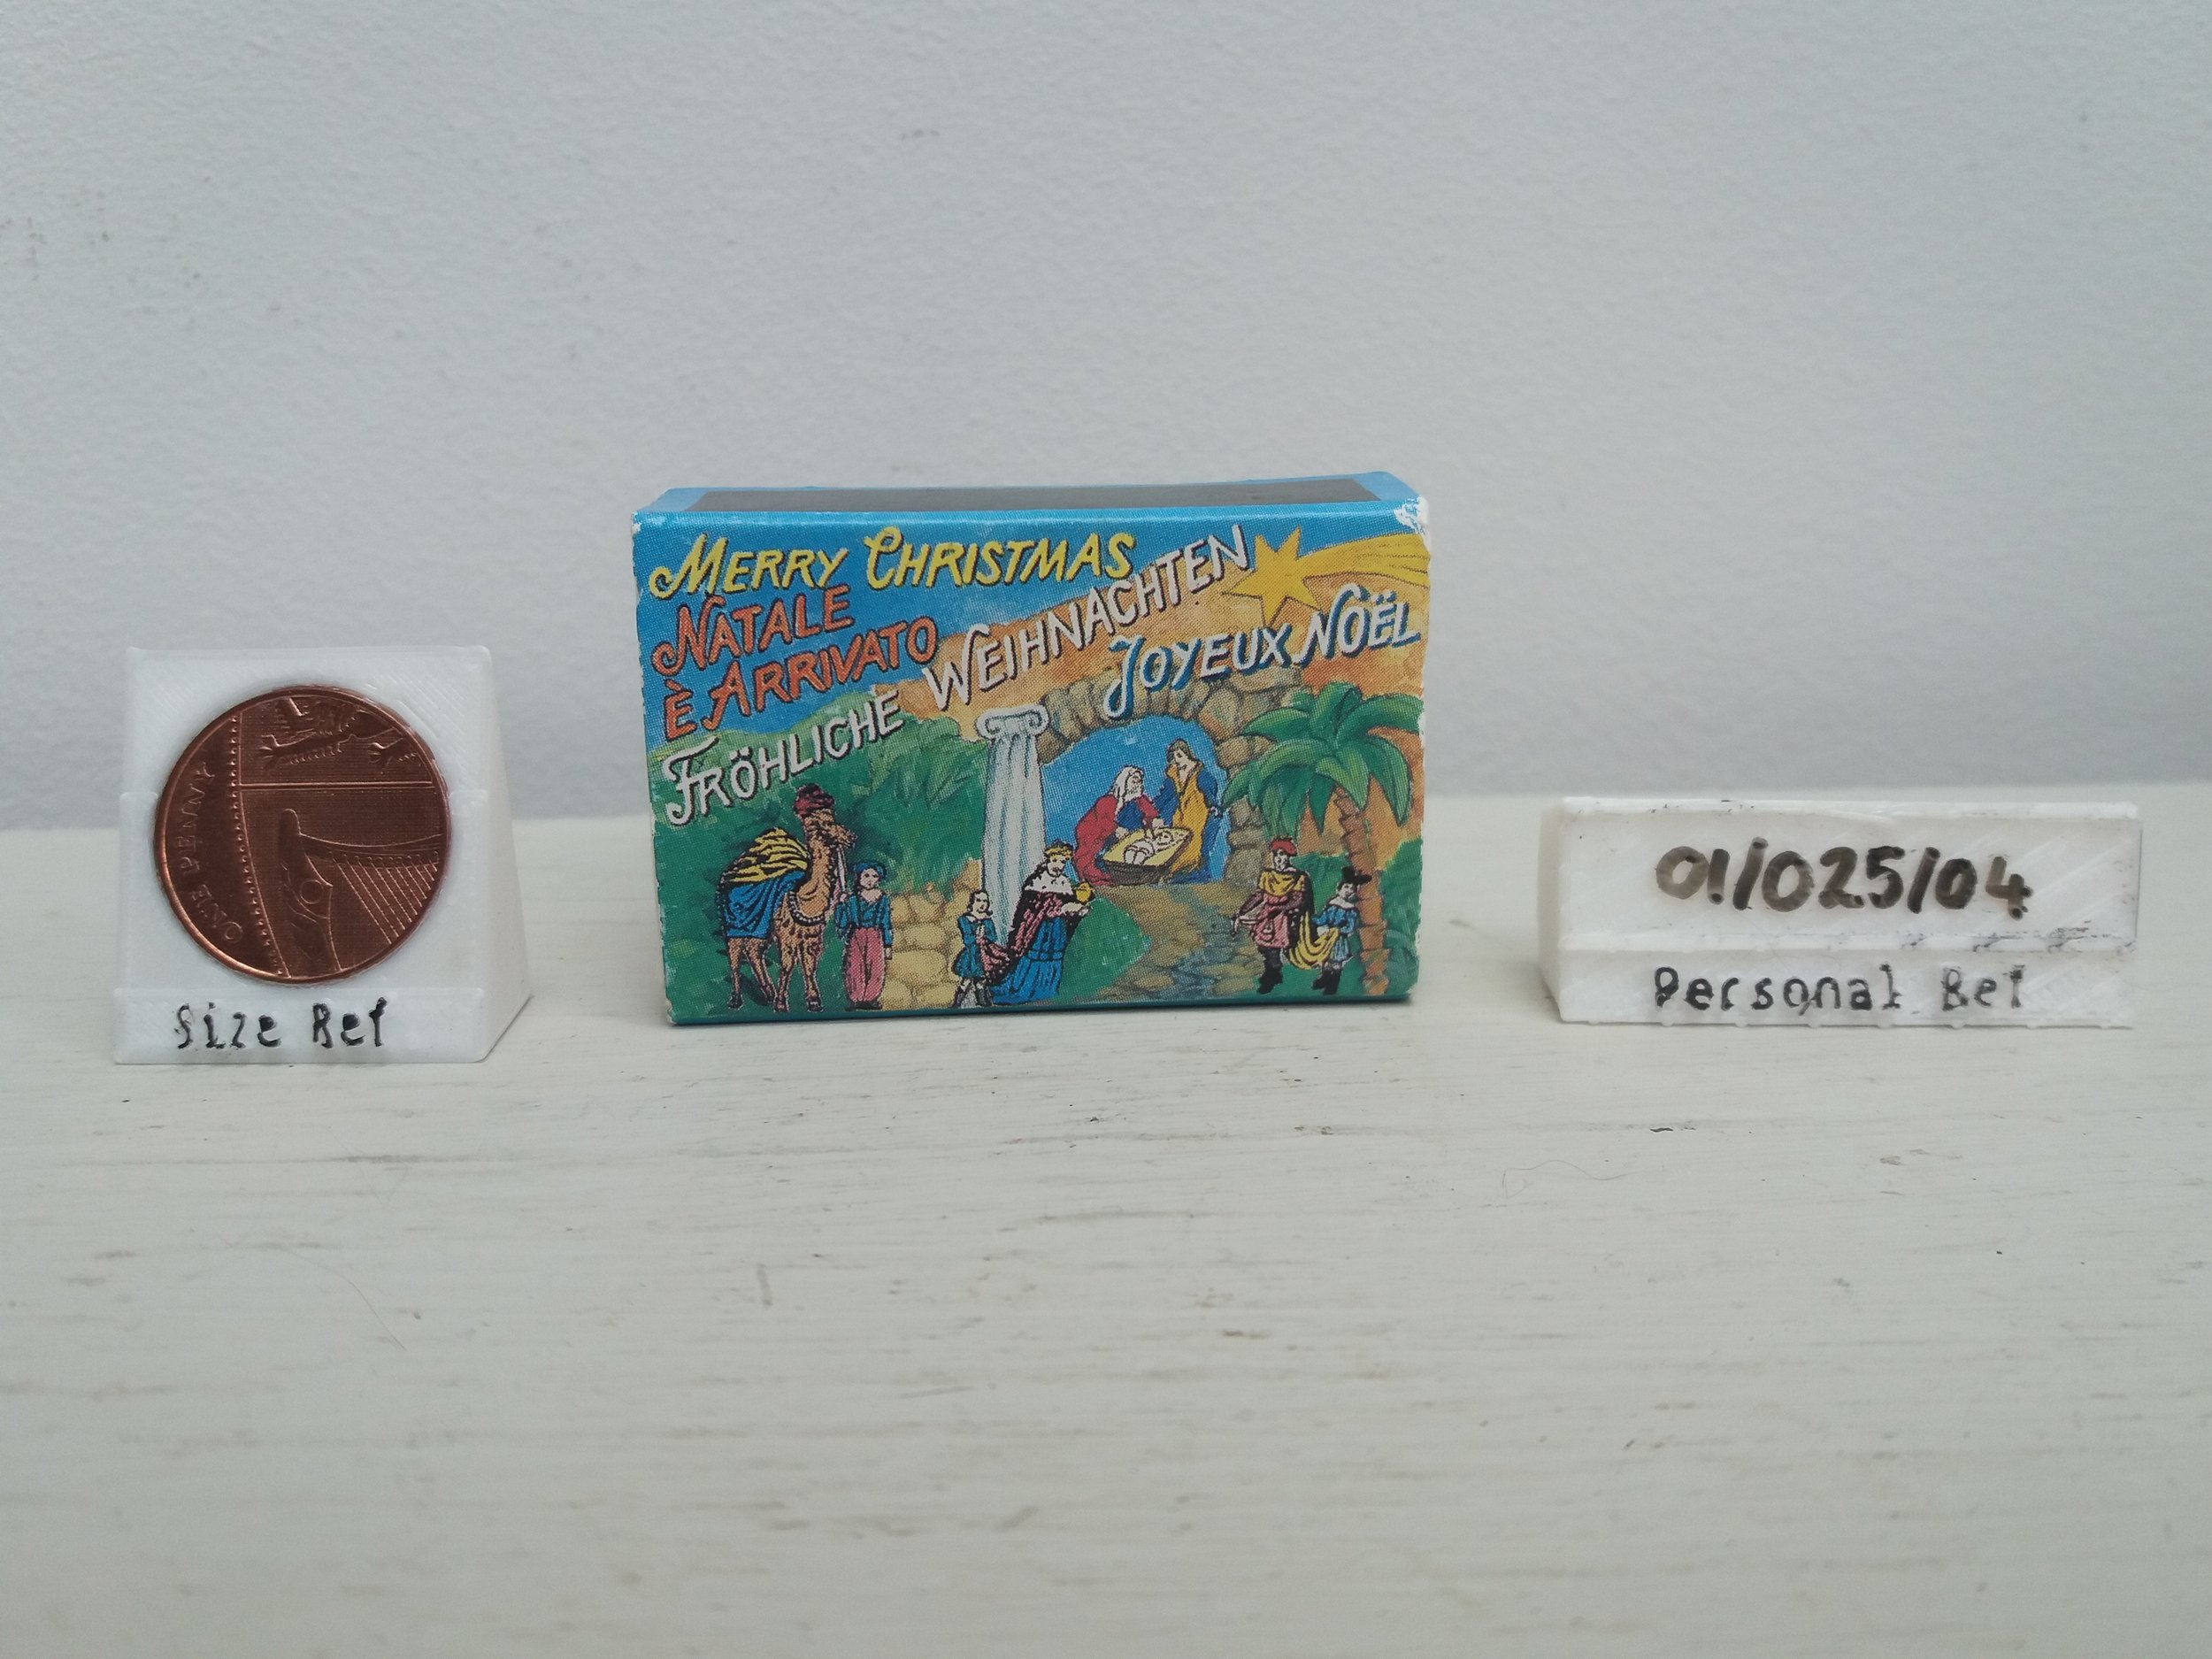 MERRY CHRISTMAS
NATALE
È ARRIVATO
FRÖHLICHE WEIHNACHTEN
JOYEUX NOËL
ONE PENNY
Size Ref
01/025/04
Personal Ref